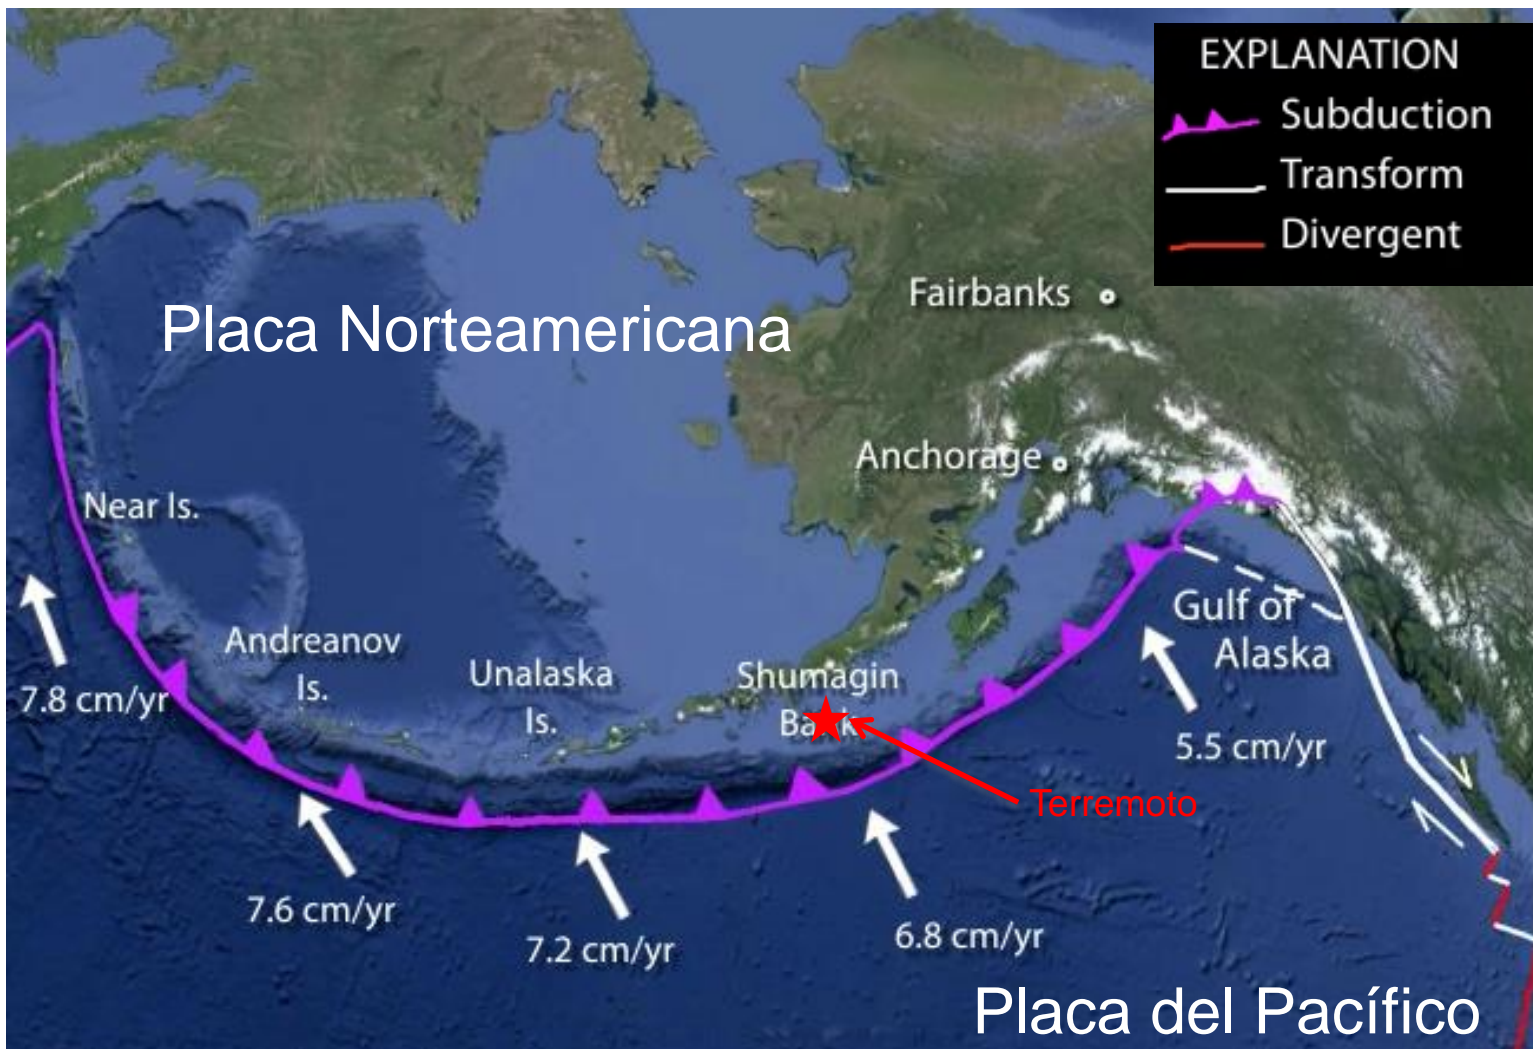 EXPLANATION
Subduction
Transform
Divergent
Fairbanks
Placa Norteamericana
Anchorage
Near Is.
Gulf of
Alaska
Andreanov
Is.
Unalaska
Is.
Shumagin
Bank
7.8 cm/yr
5.5 cm/yr
Terremoto
7.6 cm/yr
7.2 cm/yr
6.8 cm/yr
Placa del Pacífico